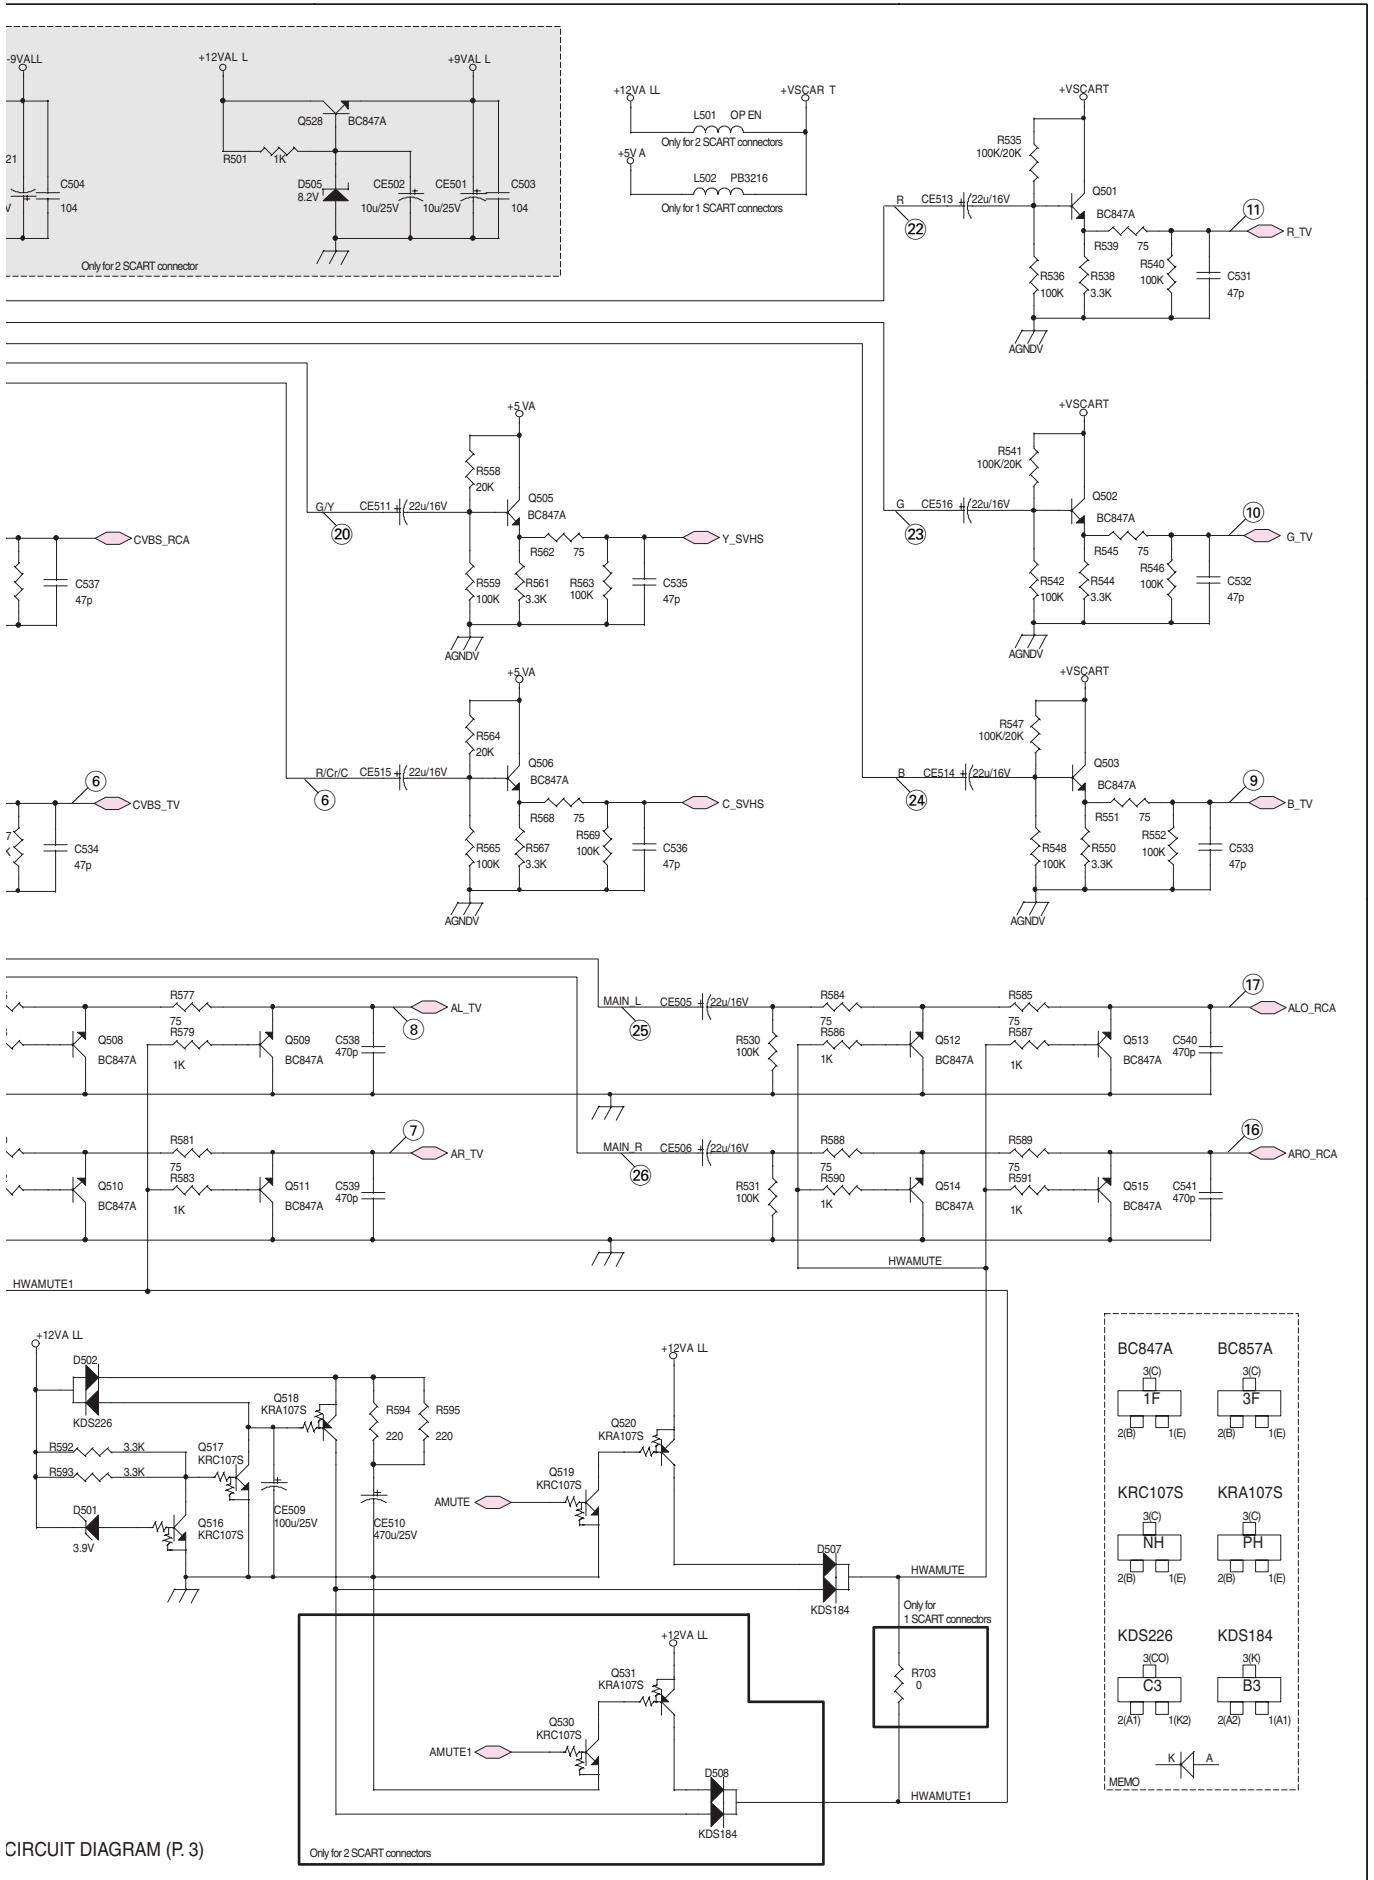 -9VALL
+12VAL L
+9VAL L
Q528 BC847A
R501 1K
21
C504
104
D505
8.2V
CE502
10u/25V
CE501
10u/25V
C503
104
V
Only for 2 SCART connector
+12VA LL
+VSCAR T
L501 OP EN
Only for 2 SCART connectors
+5V A
L502 PB3216
Only for 1 SCART connectors
+VSCART
R535
100K/20K
R CE513 + 22u/16V
22
Q501
BC847A
R539 75
11
R_TV
R536
100K
R538
3.3K
R540
100K
C531
47p
AGNDV
+5 VA
R558
20K
G/Y CE511 + 22u/16V
20
Q505
BC847A
R562 75
Y_SVHS
R559
100K
R561
3.3K
R563
100K
C535
47p
AGNDV
CVBS_RCA
C537
47p
+VSCART
R541
100K/20K
G CE516 + 22u/16V
23
Q502
BC847A
R545 75
10
G_TV
R542
100K
R544
3.3K
R546
100K
C532
47p
AGNDV
+5 VA
R564
20K
R/Cr/C CE515 + 22u/16V
6
Q506
BC847A
R568 75
C_SVHS
R565
100K
R567
3.3K
R569
100K
C536
47p
AGNDV
6
CVBS_TV
7
K
C534
47p
+VSCART
R547
100K/20K
B CE514 + 22u/16V
24
Q503
BC847A
R551 75
9
B_TV
R548
100K
R550
3.3K
R552
100K
C533
47p
AGNDV
R577
75
R579
1K
Q508
BC847A
Q509
BC847A
C538
470p
8
AL_TV
MAIN_L CE505 + 22u/16V
25
R530
100K
R584
75
R586
1K
Q512
BC847A
R585
75
R587
1K
Q513
BC847A
C540
470p
17
ALO_RCA
R581
75
R583
1K
Q510
BC847A
Q511
BC847A
C539
470p
7
AR_TV
MAIN_R CE506 + 22u/16V
26
R531
100K
R588
75
R590
1K
Q514
BC847A
R589
75
R591
1K
Q515
BC847A
C541
470p
16
ARO_RCA
HWAMUTE
HWAMUTE1
+12VA LL
D502
KDS226
R592 3.3K
R593 3.3K
D501
3.9V
Q516
KRC107S
Q517
KRC107S
Q518
KRA107S
CE509
100u/25V
R594
220
R595
220
CE510
470u/25V
+12VA LL
Q520
KRA107S
Q519
KRC107S
AMUTE
D507
KDS184
HWAMUTE
Only for
1 SCART connectors
R703
0
+12VA LL
Q531
KRA107S
Q530
KRC107S
AMUTE1
D508
KDS184
HWAMUTE1
Only for 2 SCART connectors
BC847A
3(C)
1F
2(B) 1(E)
BC857A
3(C)
3F
2(B) 1(E)
KRC107S
3(C)
NH
2(B) 1(E)
KRA107S
3(C)
PH
2(B) 1(E)
KDS226
3(CO)
C3
2(A1) 1(K2)
KDS184
3(K)
B3
2(A2) 1(A1)
K A
MEMO
CIRCUIT DIAGRAM (P. 3)